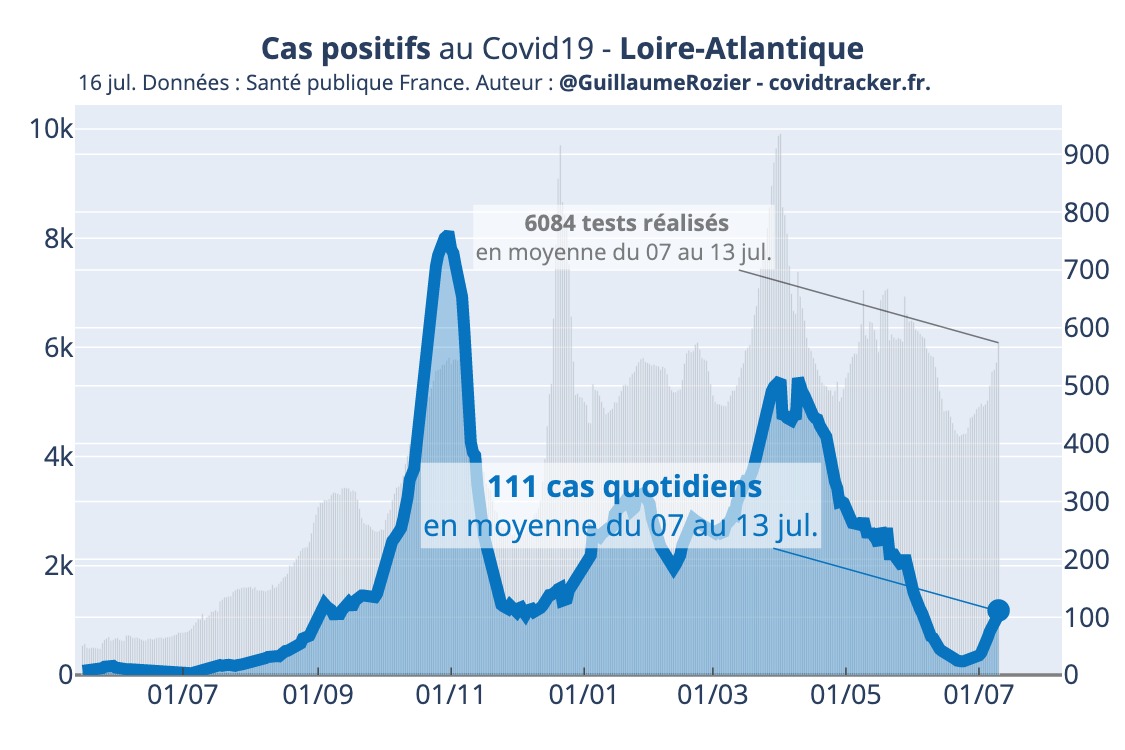 Cas positifs au Covid19 - Loire-Atlantique
16 jul. Données : Santé publique France. Auteur : @GuillaumeRozier - covidtracker.fr.
10k
8k
6k
4k
2k
0
900
800
700
600
500
400
300
200
100
0
6084 tests réalisés
en moyenne du 07 au 13 jul.
111 cas quotidiens
en moyenne du 07 au 13 jul.
01/07 01/09 01/11 01/01 01/03 01/05 01/07